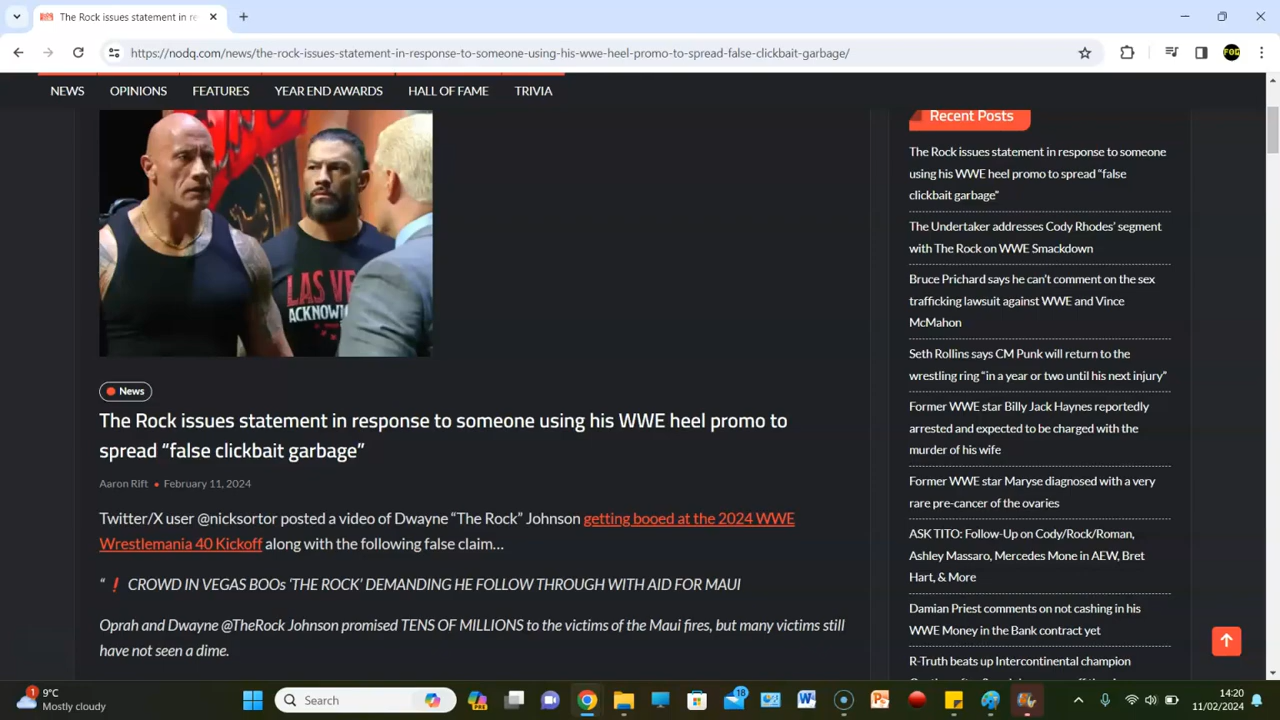 The Rock issues statement in re
https://nodq.com/news/the-rock-issues-statement-in-response-to-someone-using-his-wwe-heel-promo-to-spread-false-clickbait-garbage/
NEWS OPINIONS FEATURES YEAR END AWARDS HALL OF FAME TRIVIA
LAS VE
ACKNOW
News
The Rock issues statement in response to someone using his WWE heel promo to
spread “false clickbait garbage”
Aaron Rift • February 11, 2024
Twitter/X user @nicksortor posted a video of Dwayne “The Rock” Johnson getting booed at the 2024 WWE
Wrestlemania 40 Kickoff along with the following false claim…
“❗ CROWD IN VEGAS BOOs ‘THE ROCK’ DEMANDING HE FOLLOW THROUGH WITH AID FOR MAUI
Oprah and Dwayne @TheRock Johnson promised TENS OF MILLIONS to the victims of the Maui fires, but many victims still
have not seen a dime.
Recent Posts
The Rock issues statement in response to someone
using his WWE heel promo to spread “false
clickbait garbage”
The Undertaker addresses Cody Rhodes’ segment
with The Rock on WWE Smackdown
Bruce Prichard says he can’t comment on the sex
trafficking lawsuit against WWE and Vince
McMahon
Seth Rollins says CM Punk will return to the
wrestling ring “in a year or two until his next injury”
Former WWE star Billy Jack Haynes reportedly
arrested and expected to be charged with the
murder of his wife
Former WWE star Maryse diagnosed with a very
rare pre-cancer of the ovaries
ASK TITO: Follow-Up on Cody/Rock/Roman,
Ashley Massaro, Mercedes Mone in AEW, Bret
Hart, & More
Damian Priest comments on not cashing in his
WWE Money in the Bank contract yet
R-Truth beats up Intercontinental champion
1
9°C
Mostly cloudy
Search
18
14:20
11/02/2024